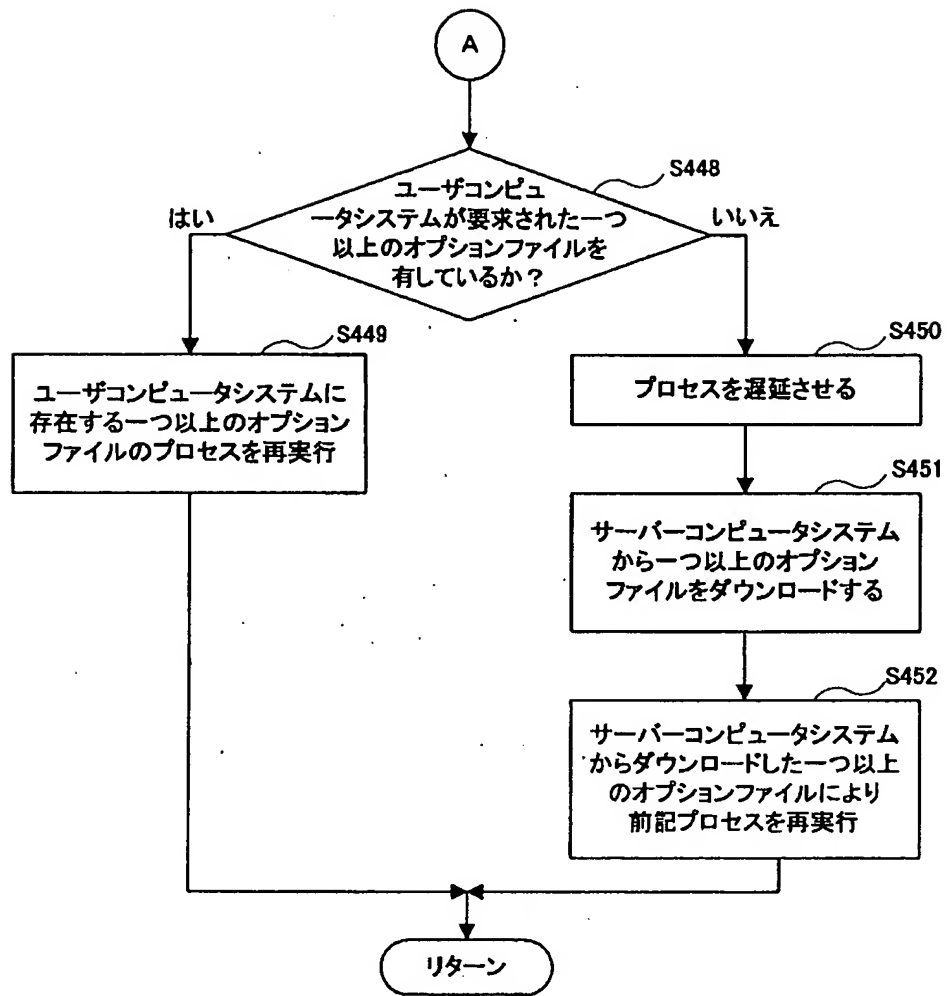 A
S448
ユーザコンピュ
ータシステムが要求された一つ
以上のオプションファイルを
有しているか?
はい
いいえ
S449
ユーザコンピュータシステムに
存在する一つ以上のオプション
ファイルのプロセスを再実行
S450
プロセスを遅延させる
S451
サーバーコンピュータシステム
から一つ以上のオプション
ファイルをダウンロードする
S452
サーバーコンピュータシステム
からダウンロードした一つ以上
のオプションファイルにより
前記プロセスを再実行
リターン